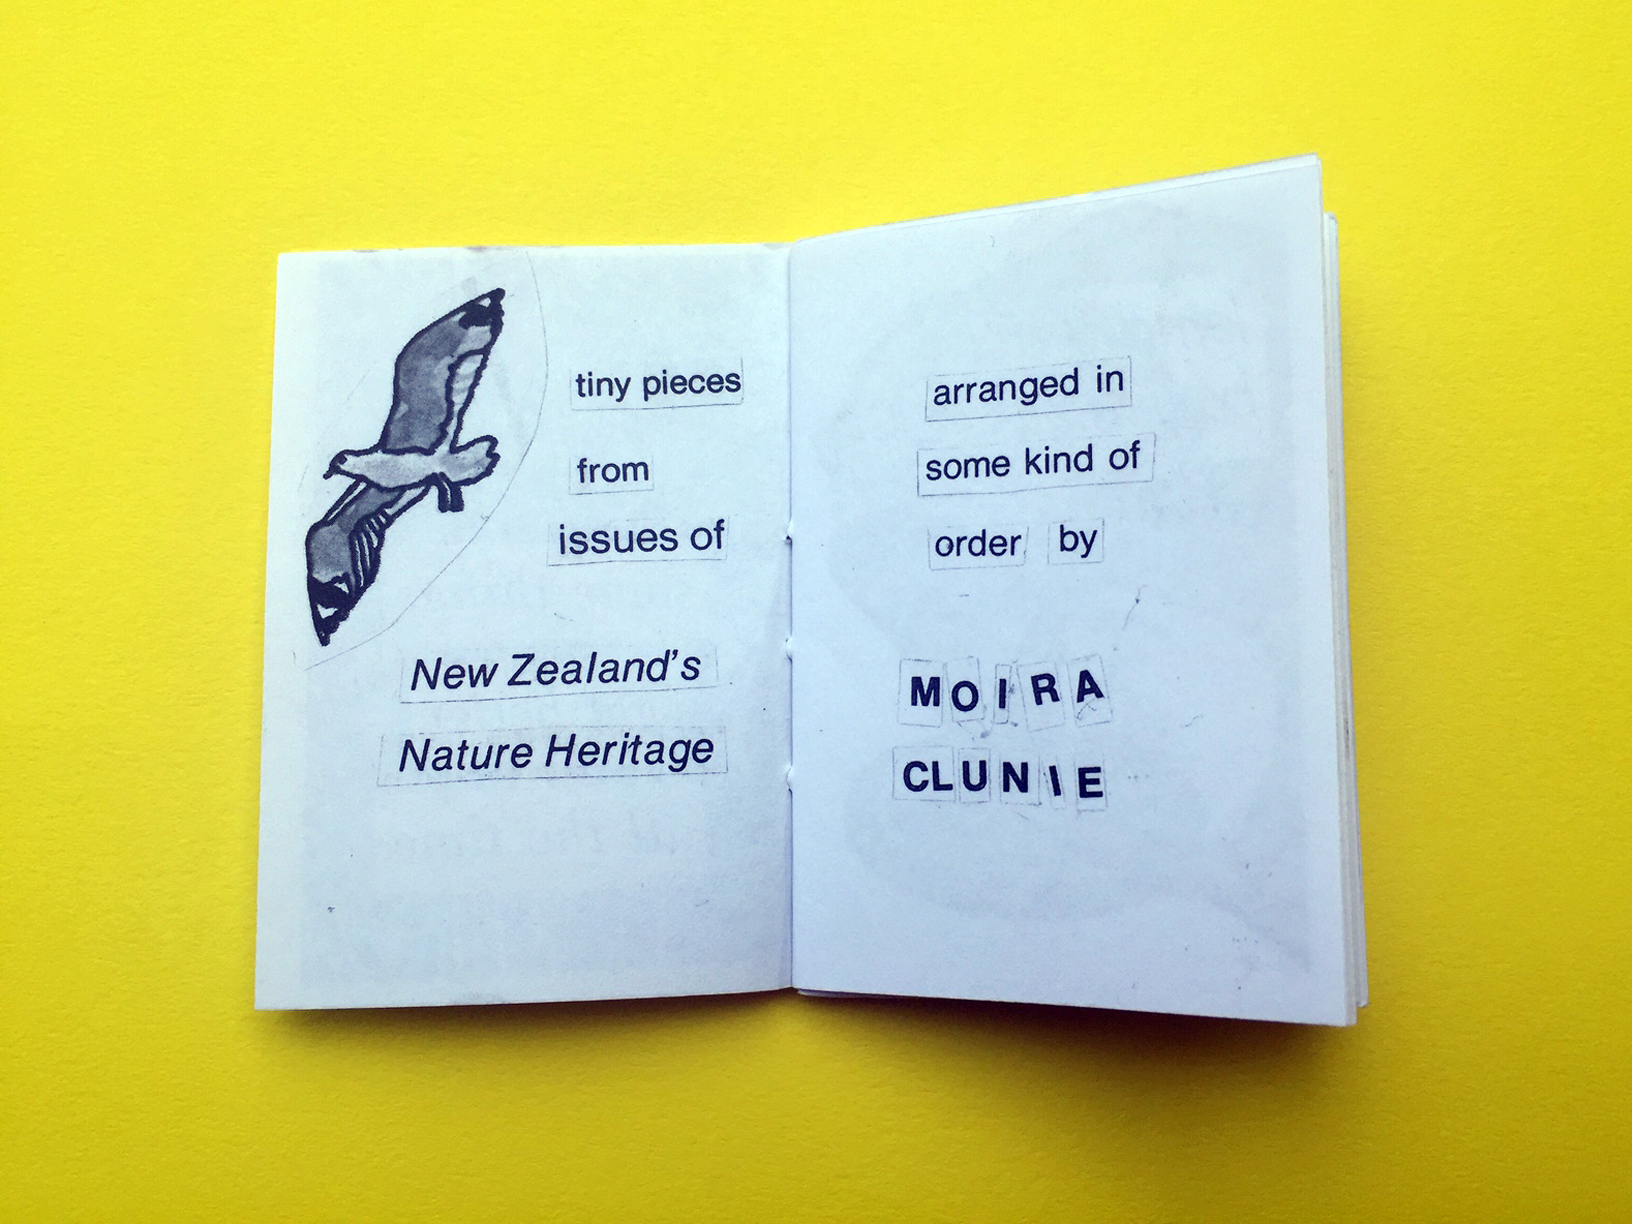 tiny pieces
from
issues of
New Zealand's
Nature Heritage
arranged in
some kind of
order by
MOIRA
CLUNIE